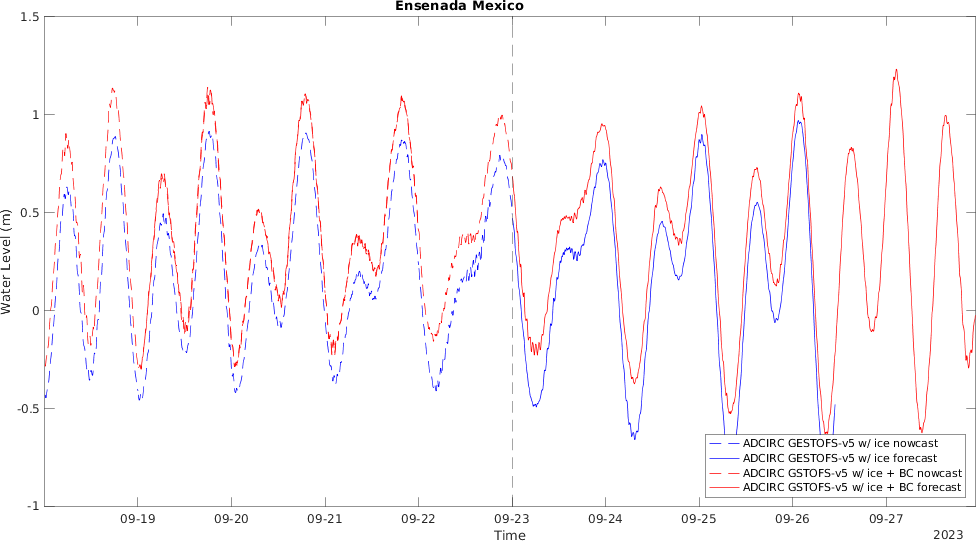 Ensenada Mexico
1.5
1
0.5
0
-0.5
-1
Water Level (m)
ADCIRC GESTOFS-v5 w/ ice nowcast
ADCIRC GESTOFS-v5 w/ ice forecast
ADCIRC GSTOFS-v5 w/ ice + BC nowcast
ADCIRC GSTOFS-v5 w/ ice + BC forecast
09-19 09-20 09-21 09-22 09-23 09-24 09-25 09-26 09-27
Time
2023